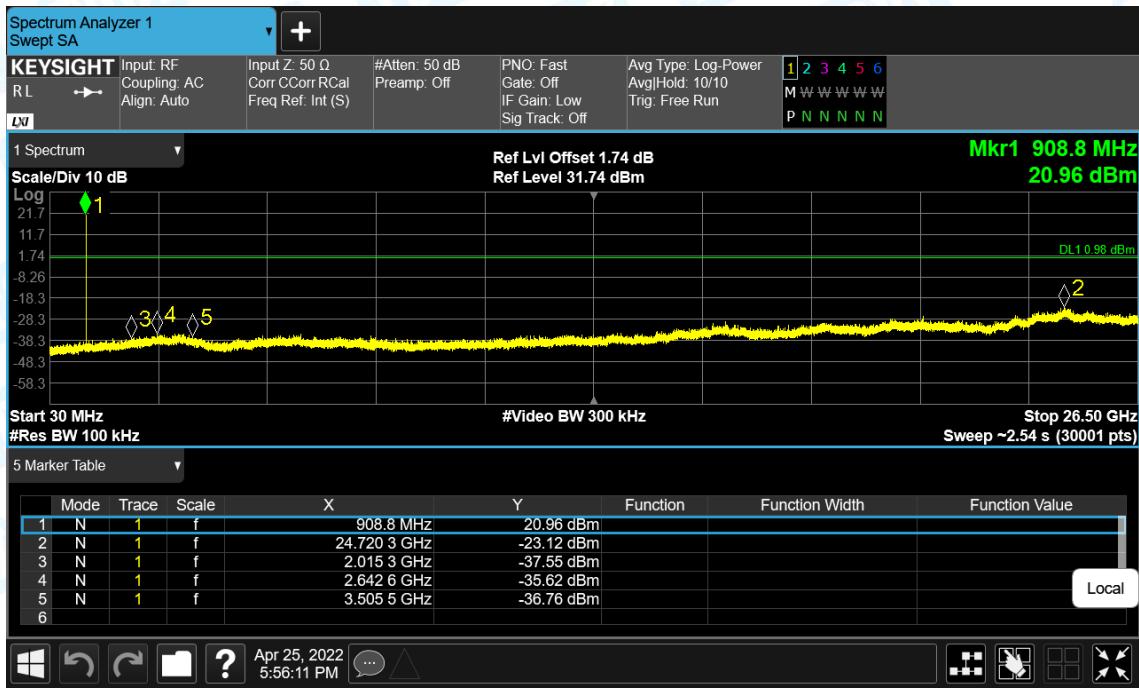 Spectrum Analyzer 1
Swept SA
KEYSIGHT
R L
LXI
Input: RF
Coupling: AC
Align: Auto
Input Z: 50 Ω
Corr CCorr RCal
Freq Ref: Int (S)
#Atten: 50 dB
Preamp: Off
PNO: Fast
Gate: Off
IF Gain: Low
Sig Track: Off
Avg Type: Log-Power
Avg|Hold: 10/10
Trig: Free Run
1 2 3 4 5 6
M W W W W W
P N N N N N
1 Spectrum
Scale/Div 10 dB
Ref Lvl Offset 1.74 dB
Ref Level 31.74 dBm
Mkr1 908.8 MHz
20.96 dBm
Log
21.7
11.7
1.74
-8.26
-18.3
-28.3
-38.3
-48.3
-58.3
1
DL1 0.98 dBm
2
3
4
5
Start 30 MHz
#Res BW 100 kHz
#Video BW 300 kHz
Stop 26.50 GHz
Sweep ~2.54 s (30001 pts)
5 Marker Table
Mode Trace Scale X Y Function Function Width Function Value
1 N 1 f 908.8 MHz 20.96 dBm
2 N 1 f 24.720 3 GHz -23.12 dBm
3 N 1 f 2.015 3 GHz -37.55 dBm
4 N 1 f 2.642 6 GHz -35.62 dBm
5 N 1 f 3.505 5 GHz -36.76 dBm
6
Local
?
Apr 25, 2022
5:56:11 PM